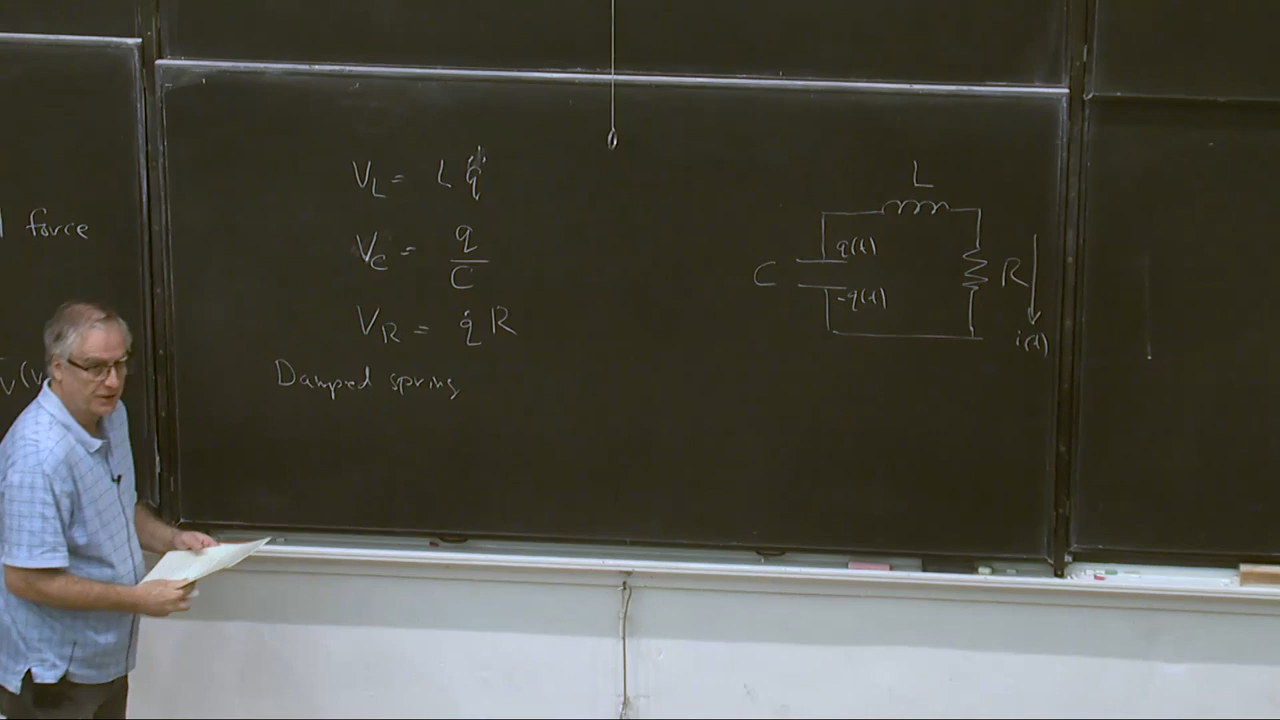 force
V_L = L q̈
V_C = q/C
V_R = q̇ R
Damped spring
L
q(t)
C
R
-q(t)
i(t)